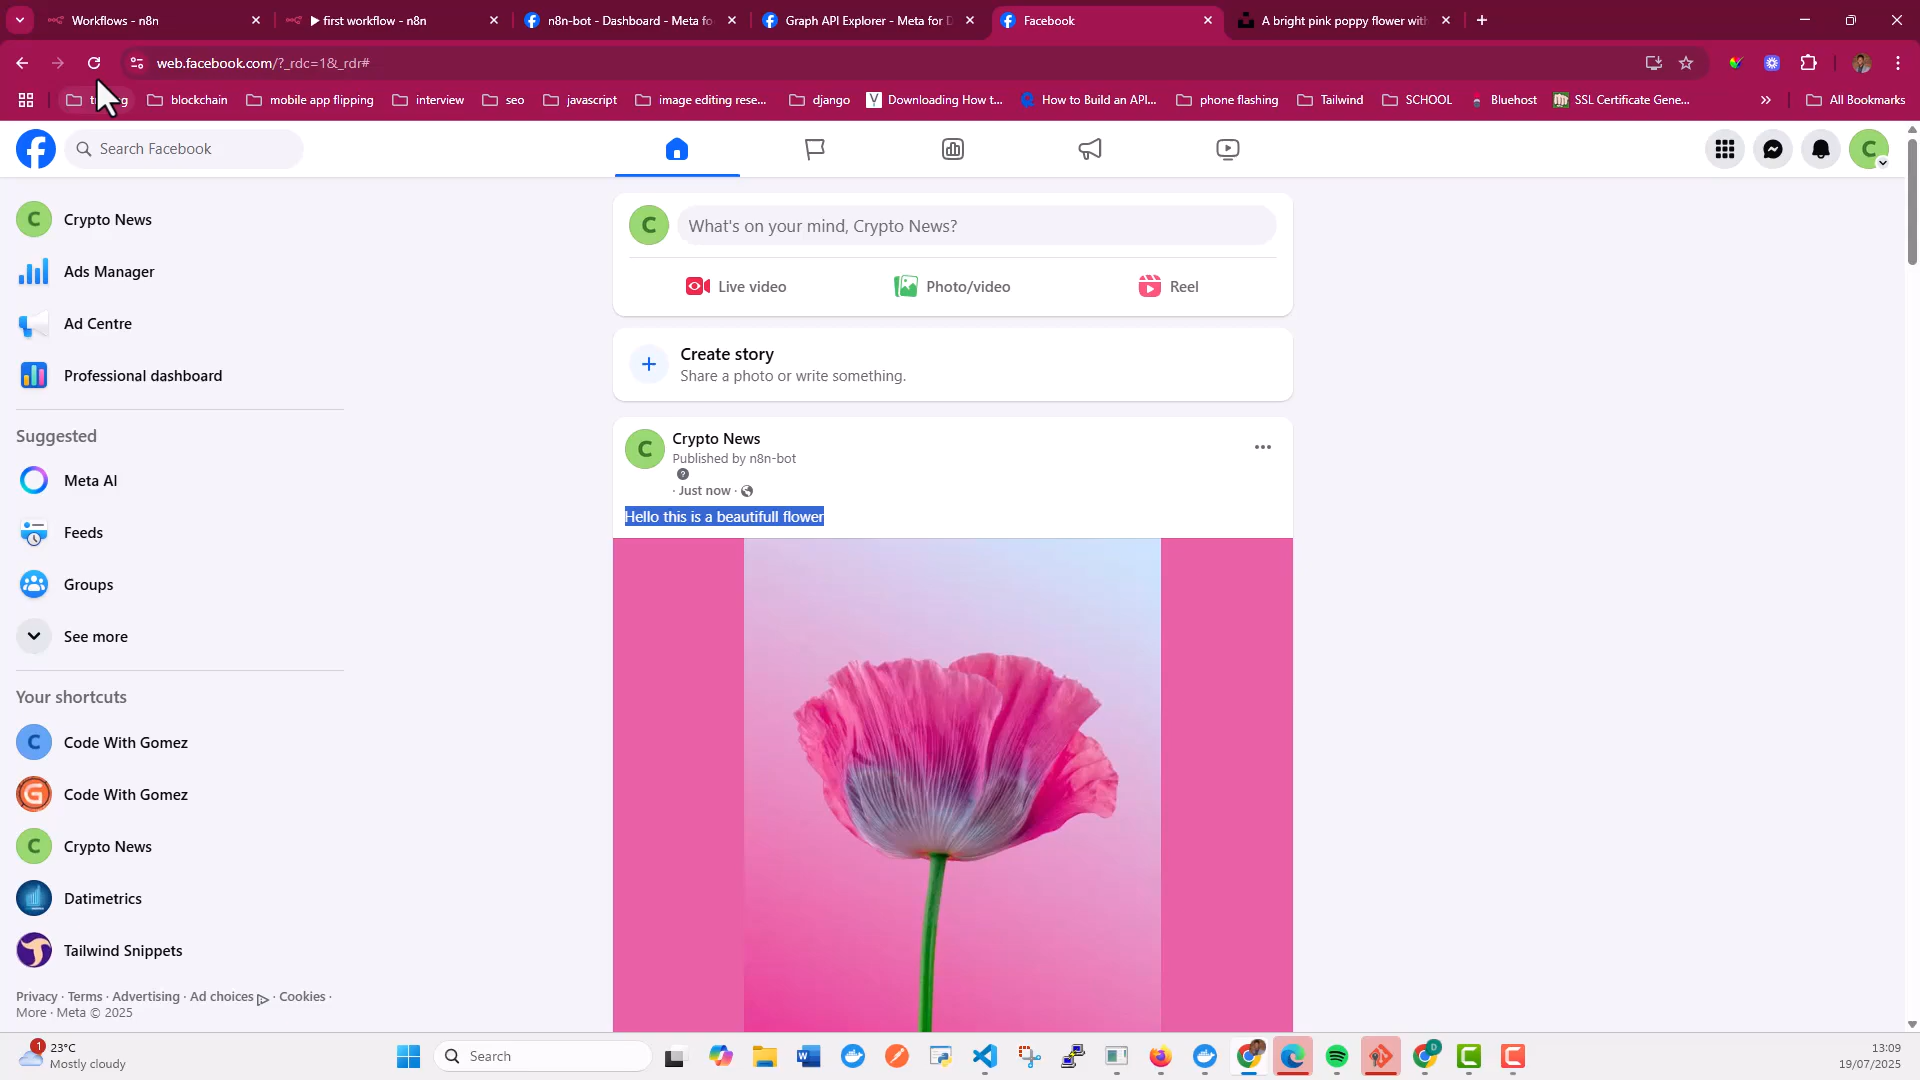 Workflows - n8n
▶ first workflow - n8n
n8n-bot - Dashboard - Meta fo
Graph API Explorer - Meta for D
Facebook
A bright pink poppy flower with
web.facebook.com/?_rdc=1&_rdr#
blockchain
mobile app flipping
interview
seo
javascript
image editing rese...
django
Downloading How t...
How to Build an API...
phone flashing
Tailwind
SCHOOL
Bluehost
SSL Certificate Gene...
All Bookmarks
Search Facebook
C
C Crypto News
Ads Manager
Ad Centre
Professional dashboard
Suggested
Meta AI
Feeds
Groups
See more
Your shortcuts
C Code With Gomez
Code With Gomez
C Crypto News
Datimetrics
Tailwind Snippets
Privacy · Terms · Advertising · Ad choices · Cookies ·
More · Meta © 2025
C What's on your mind, Crypto News?
Live video
Photo/video
Reel
Create story
Share a photo or write something.
C Crypto News
Published by n8n-bot
· Just now ·
Hello this is a beautifull flower
1
23°C
Mostly cloudy
Search
13:09
19/07/2025